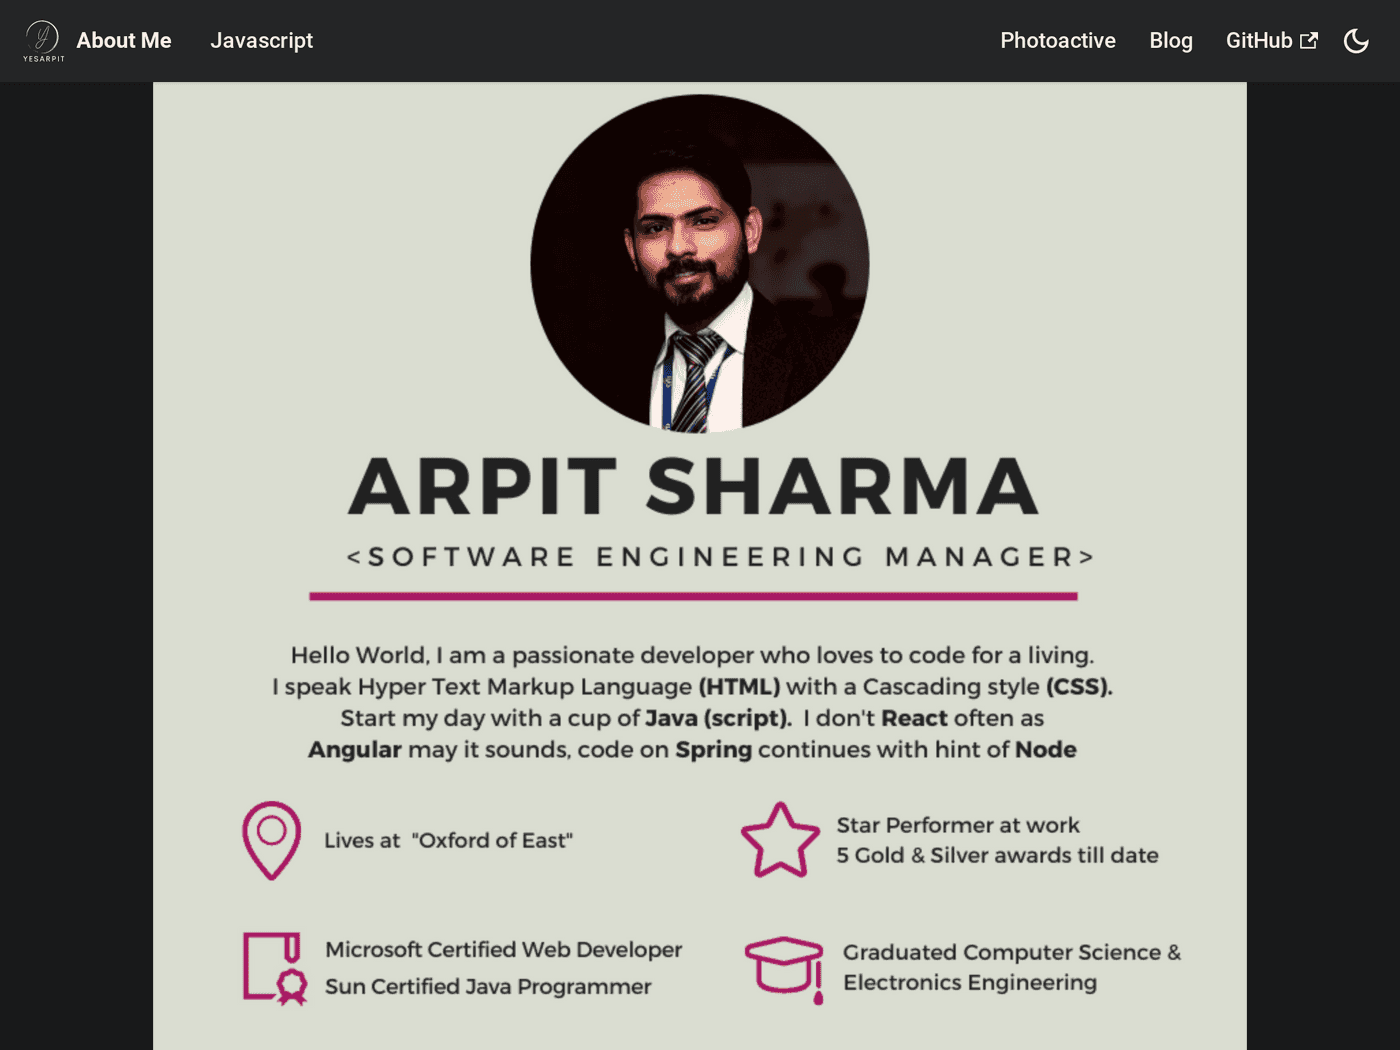 YESARPIT
About Me
Javascript
Photoactive
Blog
GitHub
ARPIT SHARMA
<SOFTWARE ENGINEERING MANAGER>
Hello World, I am a passionate developer who loves to code for a living.
I speak Hyper Text Markup Language (HTML) with a Cascading style (CSS).
Start my day with a cup of Java (script). I don't React often as
Angular may it sounds, code on Spring continues with hint of Node
Lives at "Oxford of East"
Star Performer at work
5 Gold & Silver awards till date
Microsoft Certified Web Developer
Sun Certified Java Programmer
Graduated Computer Science &
Electronics Engineering